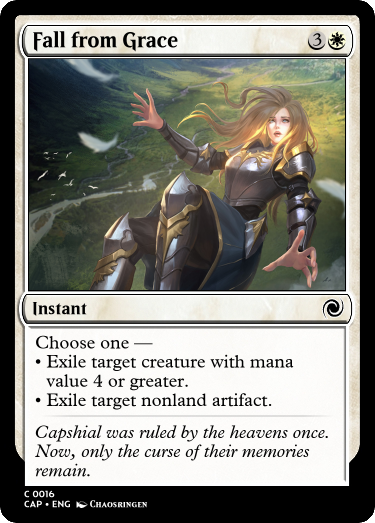 Fall from Grace 3
Instant
Choose one —
• Exile target creature with mana
value 4 or greater.
• Exile target nonland artifact.
Capshial was ruled by the heavens once.
Now, only the curse of their memories
remain.
C 0016
CAP • ENG Chaosringen